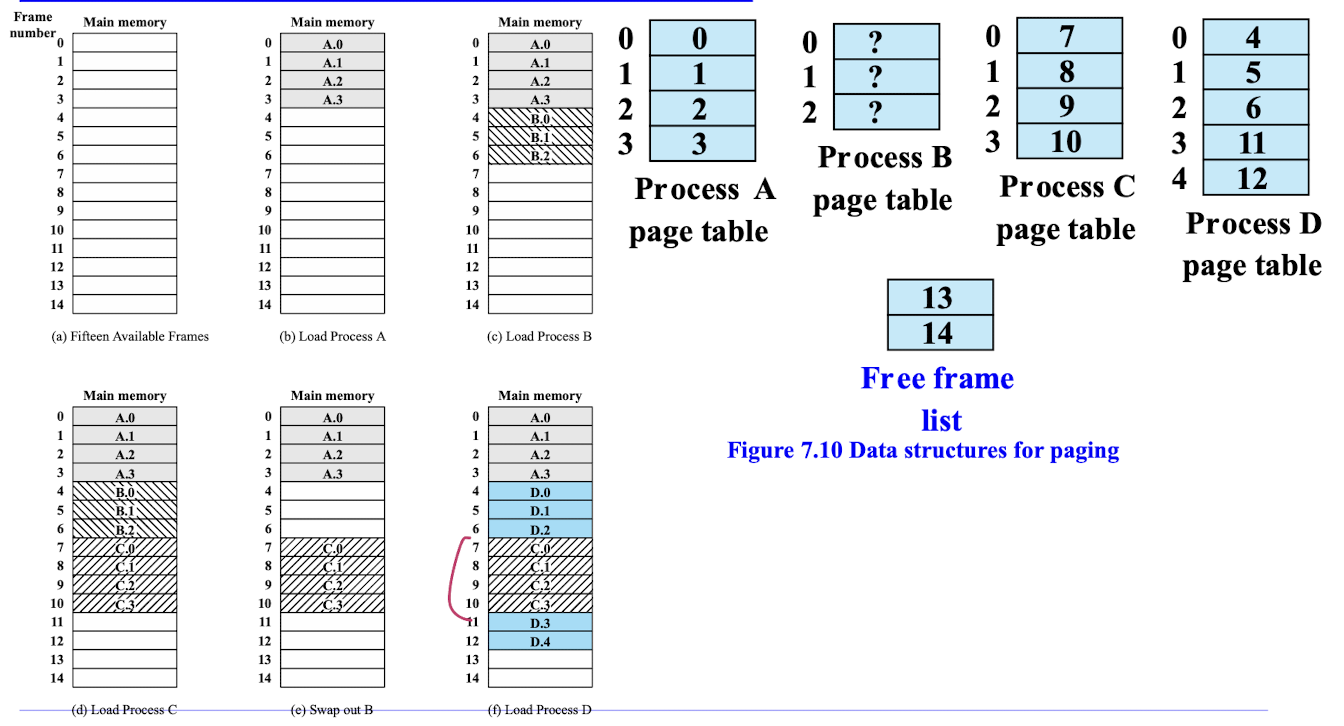 Frame
number
Main memory
0
1
2
3
4
5
6
7
8
9
10
11
12
13
14
(a) Fifteen Available Frames
Main memory
0 A.0
1 A.1
2 A.2
3 A.3
4
5
6
7
8
9
10
11
12
13
14
(b) Load Process A
Main memory
0 A.0
1 A.1
2 A.2
3 A.3
4 B.0
5 B.1
6 B.2
7
8
9
10
11
12
13
14
(c) Load Process B
0 0
1 1
2 2
3 3
Process A
page table
0 ?
1 ?
2 ?
Process B
page table
0 7
1 8
2 9
3 10
Process C
page table
0 4
1 5
2 6
3 11
4 12
Process D
page table
13
14
Free frame
list
Figure 7.10 Data structures for paging
Main memory
0 A.0
1 A.1
2 A.2
3 A.3
4 B.0
5 B.1
6 B.2
7 C.0
8 C.1
9 C.2
10 C.3
11
12
13
14
(d) Load Process C
Main memory
0 A.0
1 A.1
2 A.2
3 A.3
4
5
6
7 C.0
8 C.1
9 C.2
10 C.3
11
12
13
14
(e) Swap out B
Main memory
0 A.0
1 A.1
2 A.2
3 A.3
4 D.0
5 D.1
6 D.2
7 C.0
8 C.1
9 C.2
10 C.3
11 D.3
12 D.4
13
14
(f) Load Process D